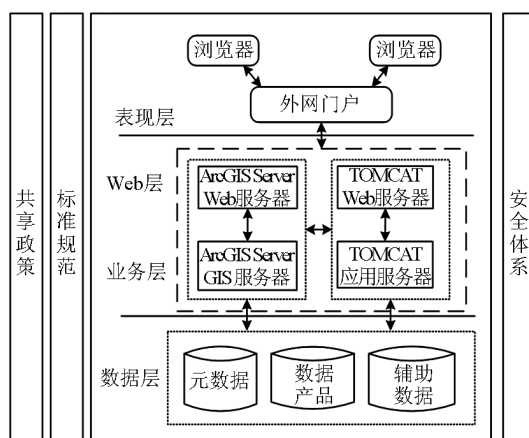 共享政策
标准规范
浏览器
浏览器
外网门户
表现层
Web层
ArcGIS Server
Web服务器
TOMCAT
Web服务器
业务层
ArcGIS Server
GIS 服务器
TOMCAT
应用服务器
数据层
元数据
数据
产品
辅助
数据
安全体系